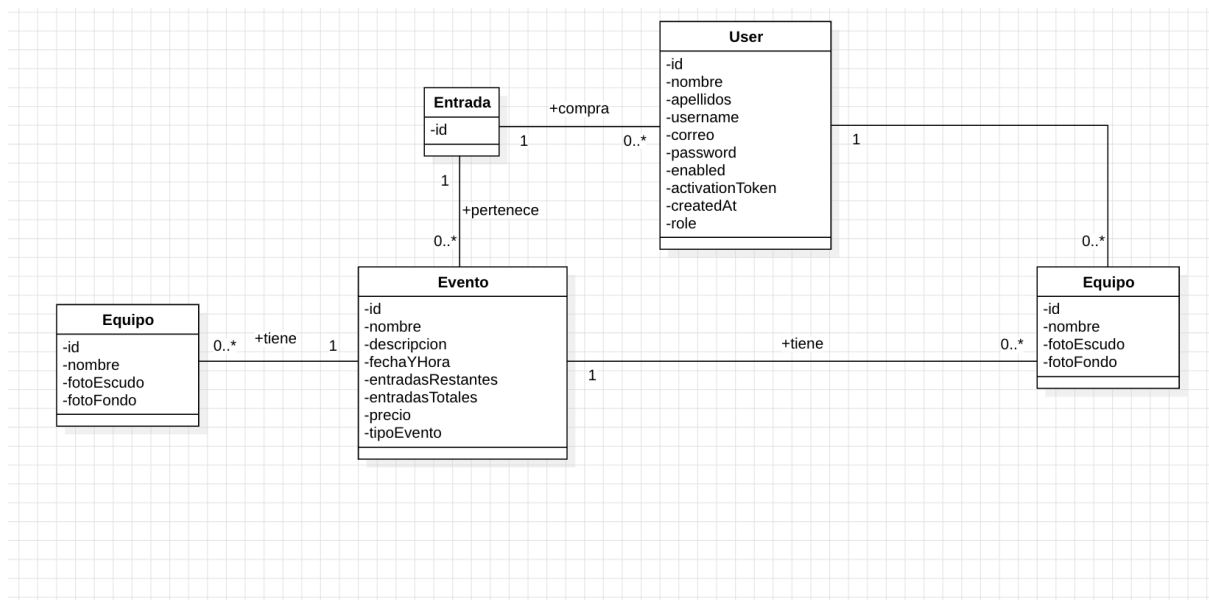 User
-id
-nombre
-apellidos
-username
-correo
-password
-enabled
-activationToken
-createdAt
-role
Entrada
-id
+compra
1
0..*
1
0..*
1
+pertenece
0..*
Equipo
-id
-nombre
-fotoEscudo
-fotoFondo
0..*
+tiene
1
Evento
-id
-nombre
-descripcion
-fechaYHora
-entradasRestantes
-entradasTotales
-precio
-tipoEvento
+tiene
1
0..*
Equipo
-id
-nombre
-fotoEscudo
-fotoFondo